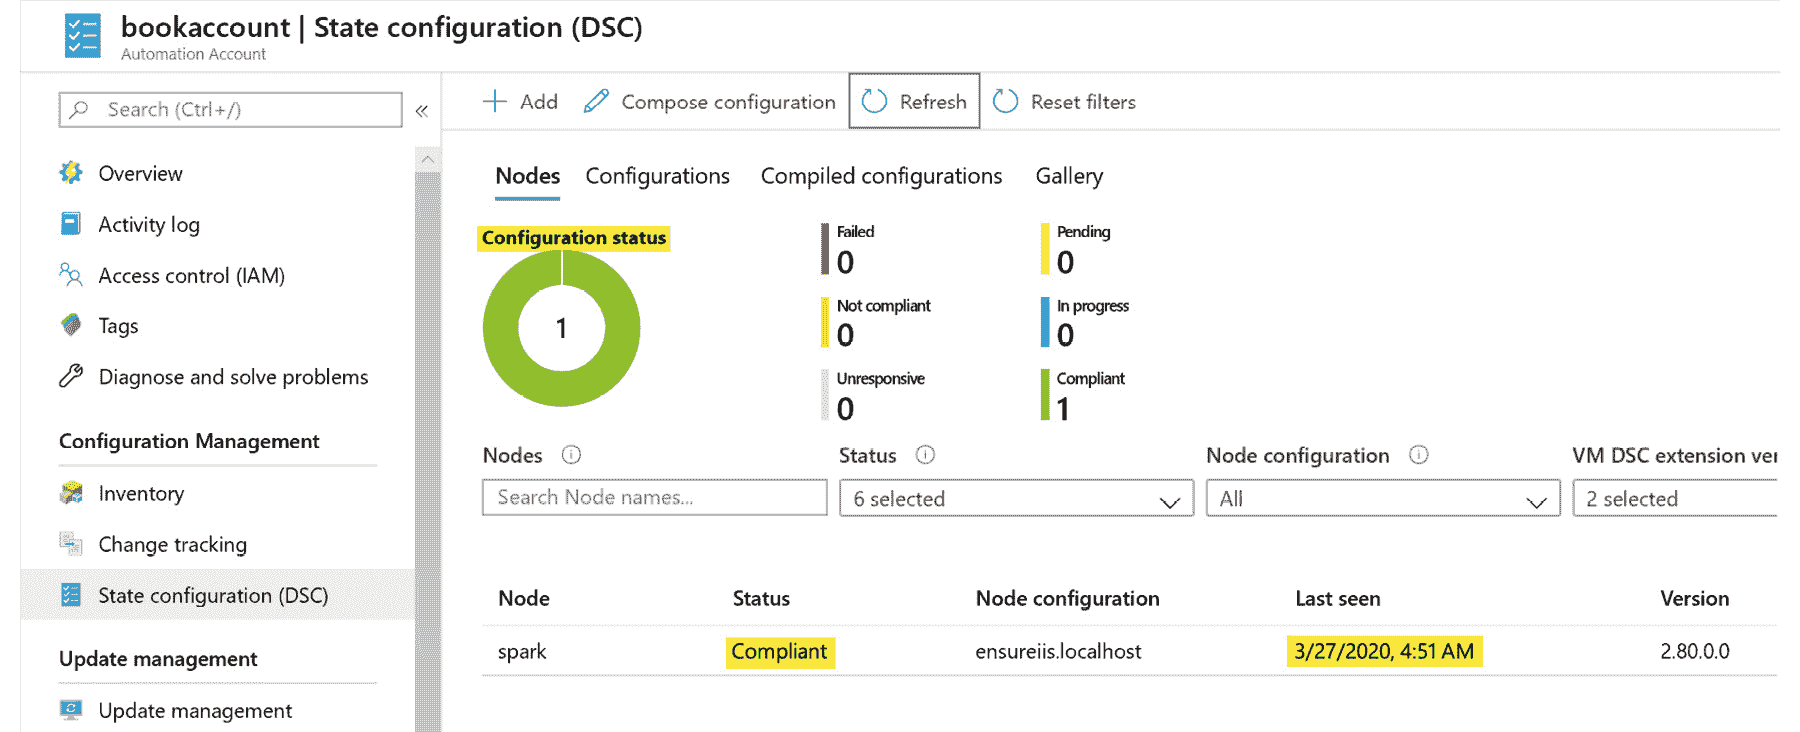 bookaccount | State configuration (DSC)
Automation Account
Search (Ctrl+/)
«
Overview
Activity log
Access control (IAM)
Tags
Diagnose and solve problems
Configuration Management
Inventory
Change tracking
State configuration (DSC)
Update management
Update management
Add
Compose configuration
Refresh
Reset filters
Nodes
Configurations
Compiled configurations
Gallery
Configuration status
1
Failed
0
Pending
0
Not compliant
0
In progress
0
Unresponsive
0
Compliant
1
Nodes
Search Node names...
Status
6 selected
Node configuration
All
VM DSC extension ver
2 selected
Node Status Node configuration Last seen Version
spark Compliant ensureiis.localhost 3/27/2020, 4:51 AM 2.80.0.0